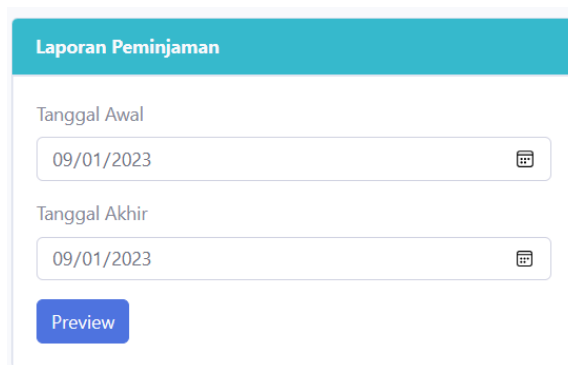 Laporan Peminjaman
Tanggal Awal
09/01/2023
Tanggal Akhir
09/01/2023
Preview